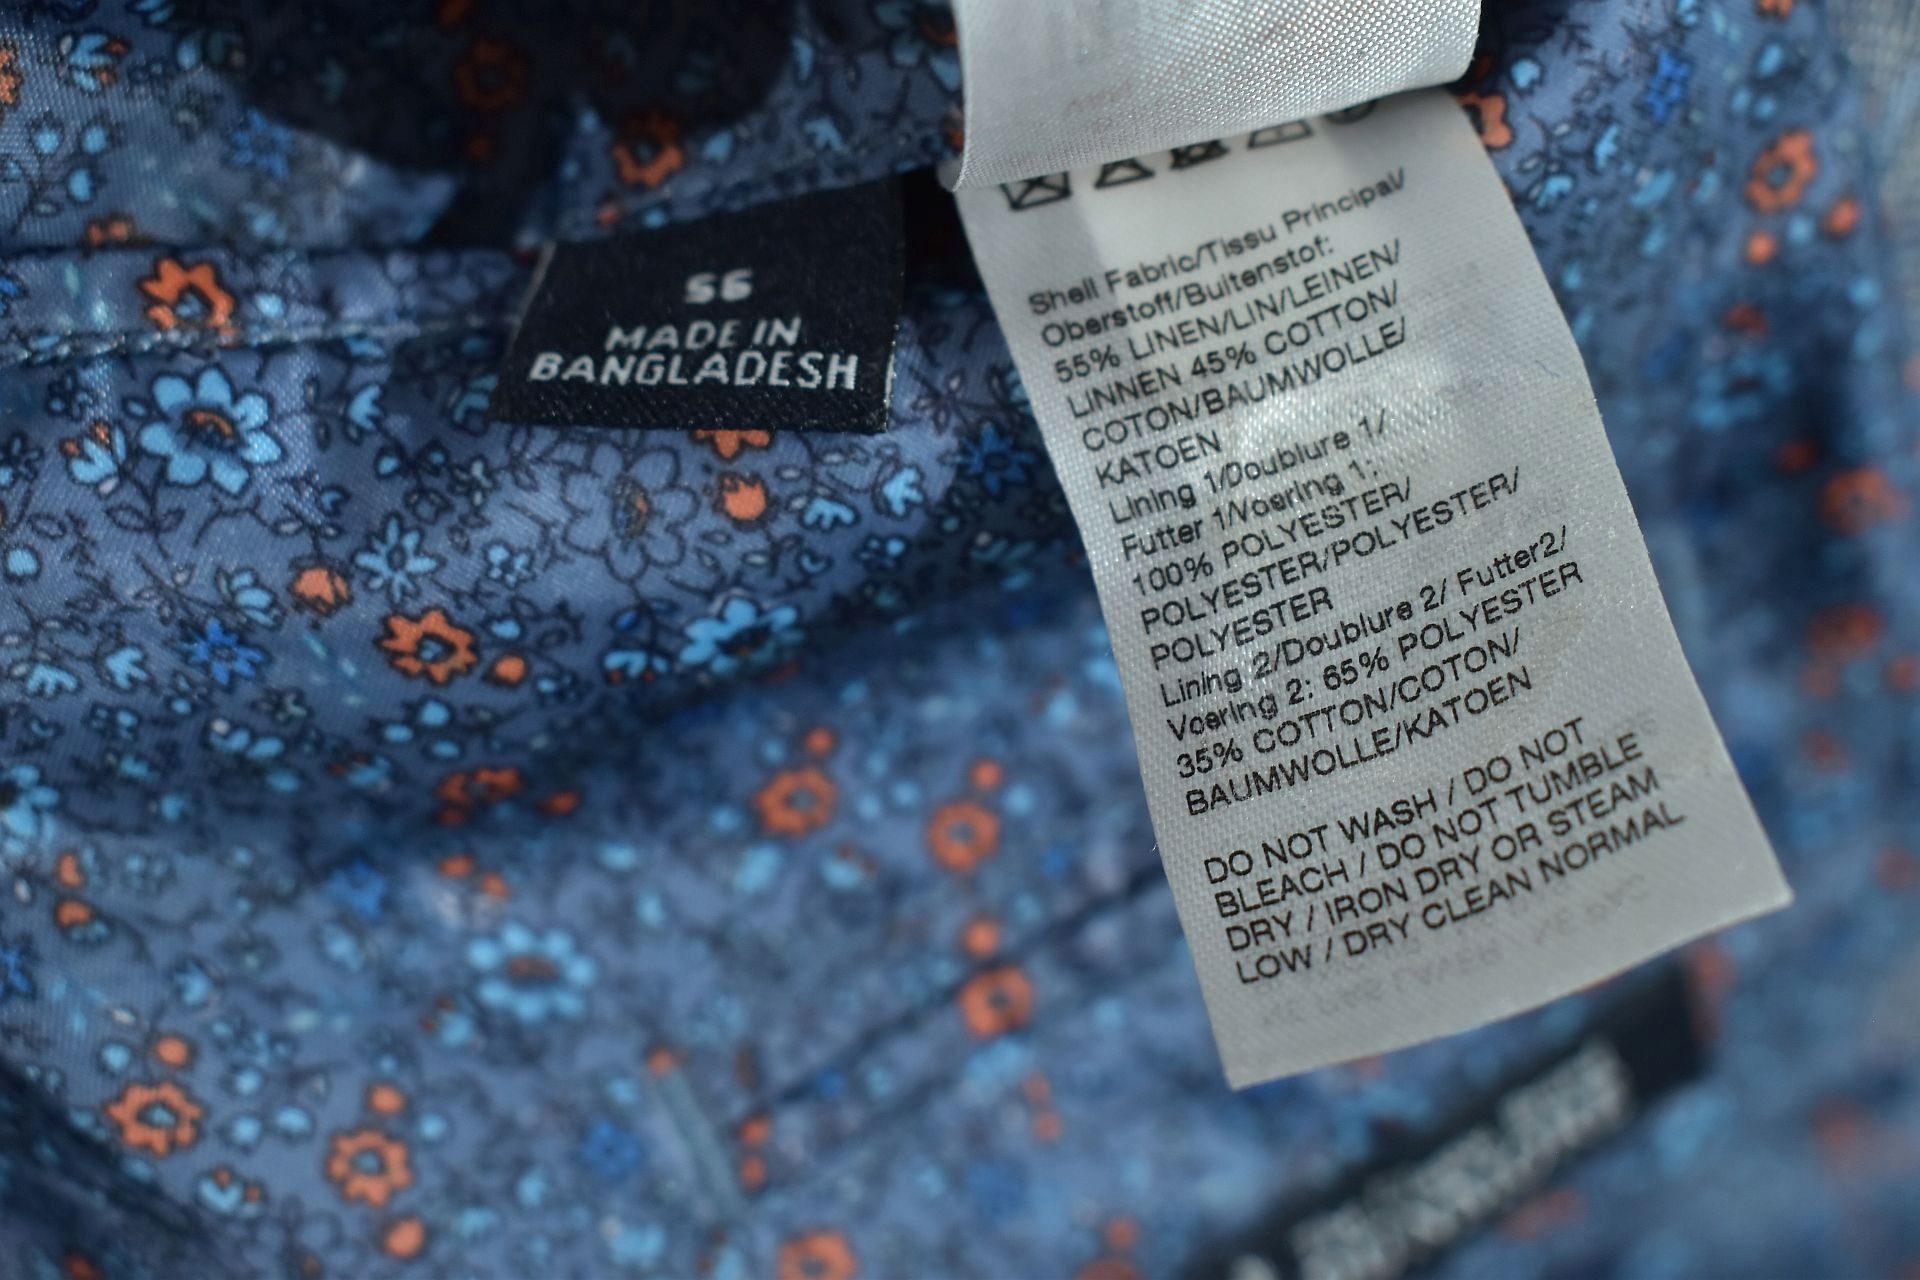 56
MADE IN
BANGLADESH
Shell Fabric/Tissu Principal/
Oberstoff/Buitenstof:
55% LINEN/LIN/LEINEN/
LINNEN 45% COTTON/
COTON/BAUMWOLLE/
KATOEN
Lining 1/Doublure 1/
Futter 1/Voering 1:
100% POLYESTER/
POLYESTER/POLYESTER/
POLYESTER
Lining 2/Doublure 2/ Futter2/
Voering 2: 65% POLYESTER
35% COTTON/COTON/
BAUMWOLLE/KATOEN
DO NOT WASH / DO NOT
BLEACH / DO NOT TUMBLE
DRY / IRON DRY OR STEAM
LOW / DRY CLEAN NORMAL